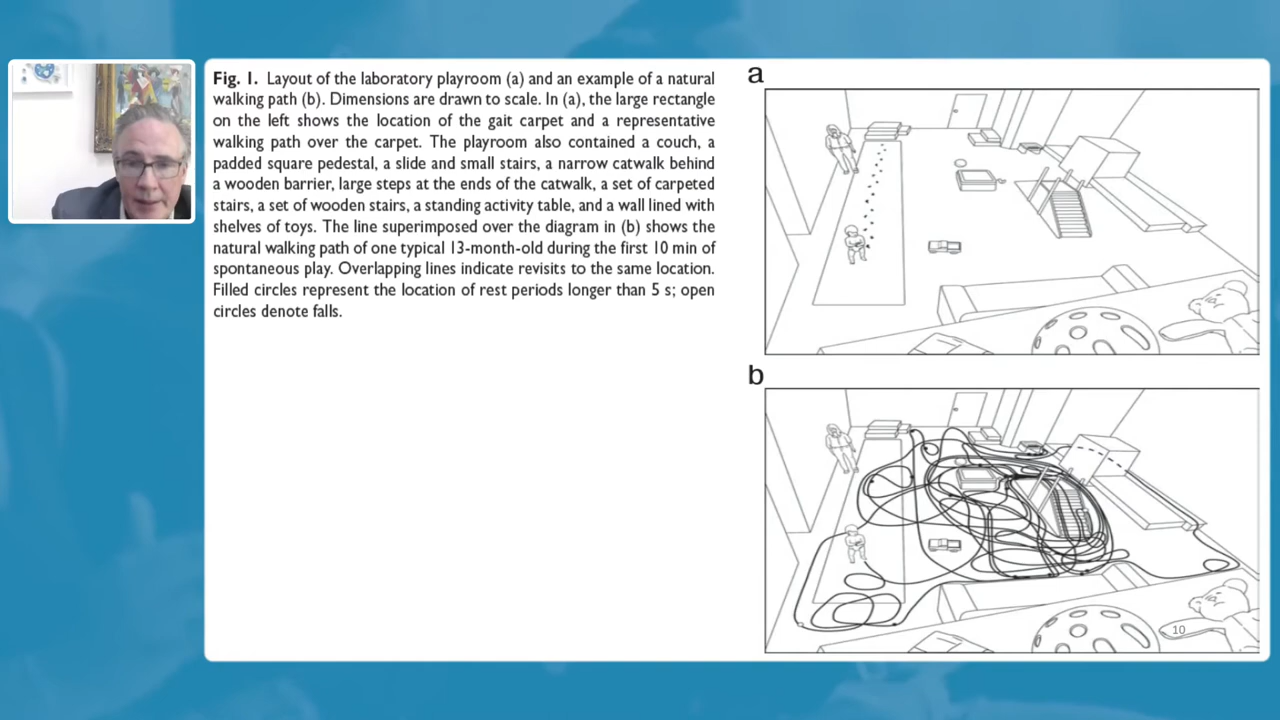 Fig. 1. Layout of the laboratory playroom (a) and an example of a natural
walking path (b). Dimensions are drawn to scale. In (a), the large rectangle
on the left shows the location of the gait carpet and a representative
walking path over the carpet. The playroom also contained a couch, a
padded square pedestal, a slide and small stairs, a narrow catwalk behind
a wooden barrier, large steps at the ends of the catwalk, a set of carpeted
stairs, a set of wooden stairs, a standing activity table, and a wall lined with
shelves of toys. The line superimposed over the diagram in (b) shows the
natural walking path of one typical 13-month-old during the first 10 min of
spontaneous play. Overlapping lines indicate revisits to the same location.
Filled circles represent the location of rest periods longer than 5 s; open
circles denote falls.
a
b
10